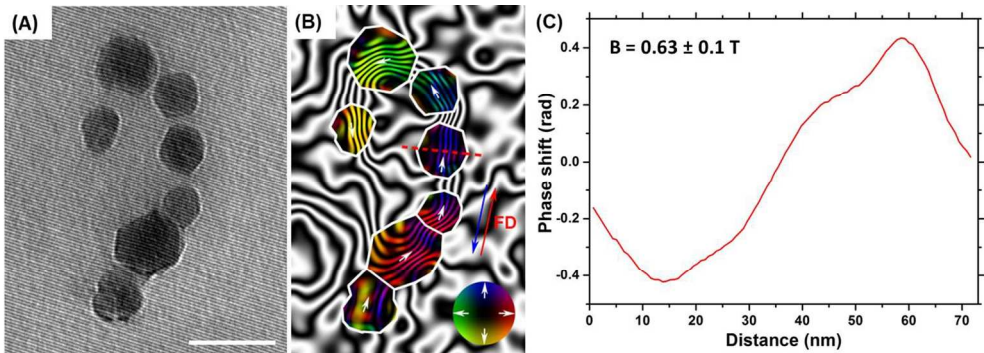 (A)
(B)
FD
(C)
B = 0.63 ± 0.1 T
Phase shift (rad)
0.4
0.2
0.0
-0.2
-0.4
0 10 20 30 40 50 60 70
Distance (nm)